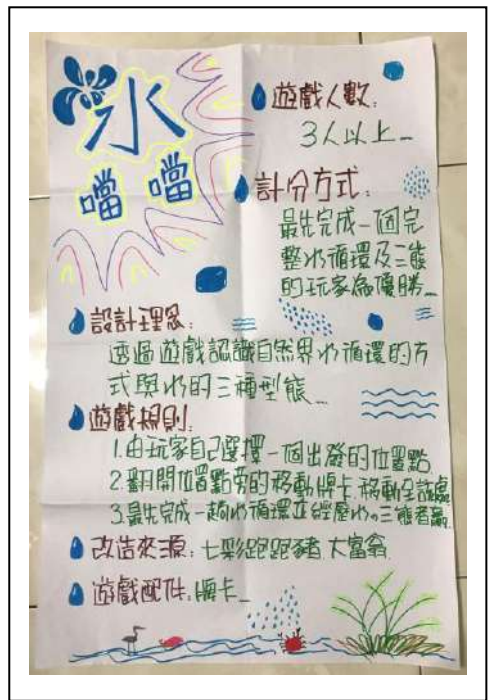 水
噹噹
遊戲人數:
3人以上
計分方式:
最先完成一個完
整水循環及三態
的玩家為優勝
設計理念:
透過遊戲認識自然界水循環的方
式與水的三種型態
遊戲規則:
1.由玩家自己選擇一個出發的位置點
2.翻開位置點旁的移動牌卡.移動至該處
3.最先完成一趟水循環並經歷水的三態者贏
改造來源:七彩跑跑豬 大富翁
遊戲配件:牌卡